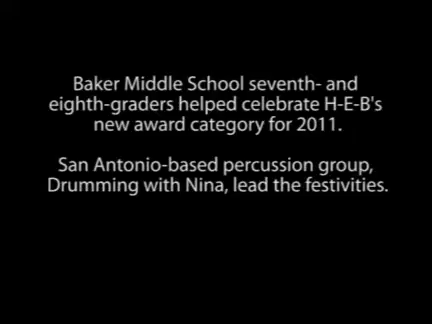 Baker Middle School seventh- and
eighth-graders helped celebrate H-E-B's
new award category for 2011.
San Antonio-based percussion group,
Drumming with Nina, lead the festivities.